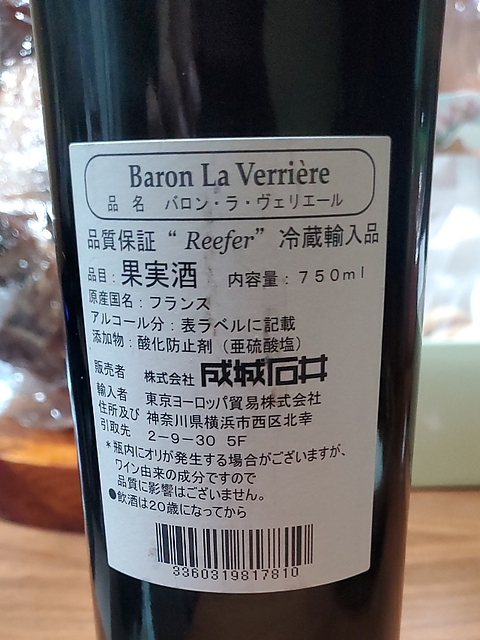 Baron La Verrière
品 名 バロン・ラ・ヴェリエール
品質保証 “ Reefer” 冷蔵輸入品
品目：果実酒 内容量：７５０ｍｌ
原産国名：フランス
アルコール分：表ラベルに記載
添加物：酸化防止剤（亜硫酸塩）
販売者 株式会社 成城石井
輸入者 東京ヨーロッパ貿易株式会社
住所及び 神奈川県横浜市西区北幸
引取先 ２－９－３０ ５Ｆ
＊瓶内にオリが発生する場合がございますが、
ワイン由来の成分ですので
品質に影響はございません。
●飲酒は20歳になってから
3360319817810